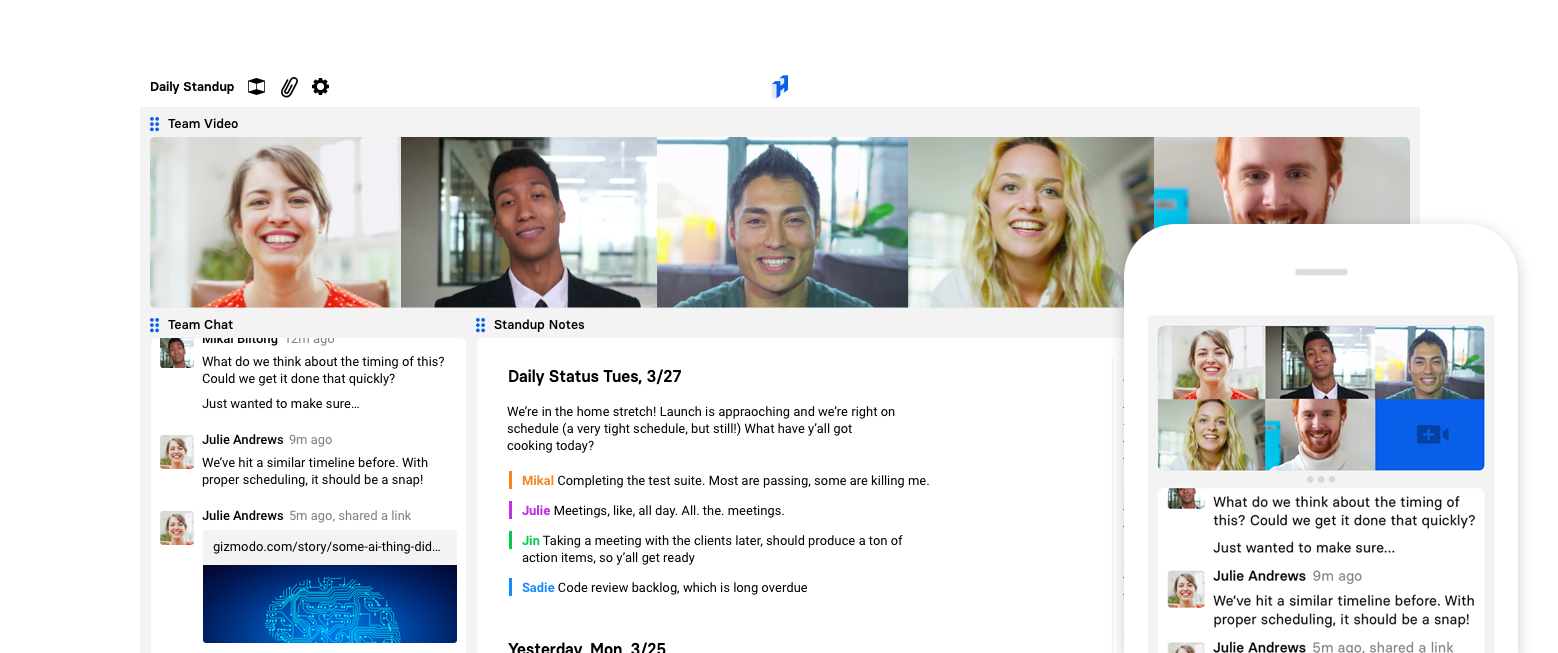 Daily Standup
Team Video
Team Chat
Mikal Biltong 12m ago
What do we think about the timing of this?
Could we get it done that quickly?
Just wanted to make sure...
Julie Andrews 9m ago
We've hit a similar timeline before. With
proper scheduling, it should be a snap!
Julie Andrews 5m ago, shared a link
gizmodo.com/story/some-ai-thing-did...
Standup Notes
Daily Status Tues, 3/27
We're in the home stretch! Launch is appraoching and we're right on
schedule (a very tight schedule, but still!) What have y'all got
cooking today?
Mikal Completing the test suite. Most are passing, some are killing me.
Julie Meetings, like, all day. All. the. meetings.
Jin Taking a meeting with the clients later, should produce a ton of
action items, so y'all get ready
Sadie Code review backlog, which is long overdue
Yesterday, Mon, 3/25
What do we think about the timing of
this? Could we get it done that quickly?
Just wanted to make sure...
Julie Andrews 9m ago
We've hit a similar timeline before. With
proper scheduling, it should be a snap!
Julie Andrews 5m ago, shared a link